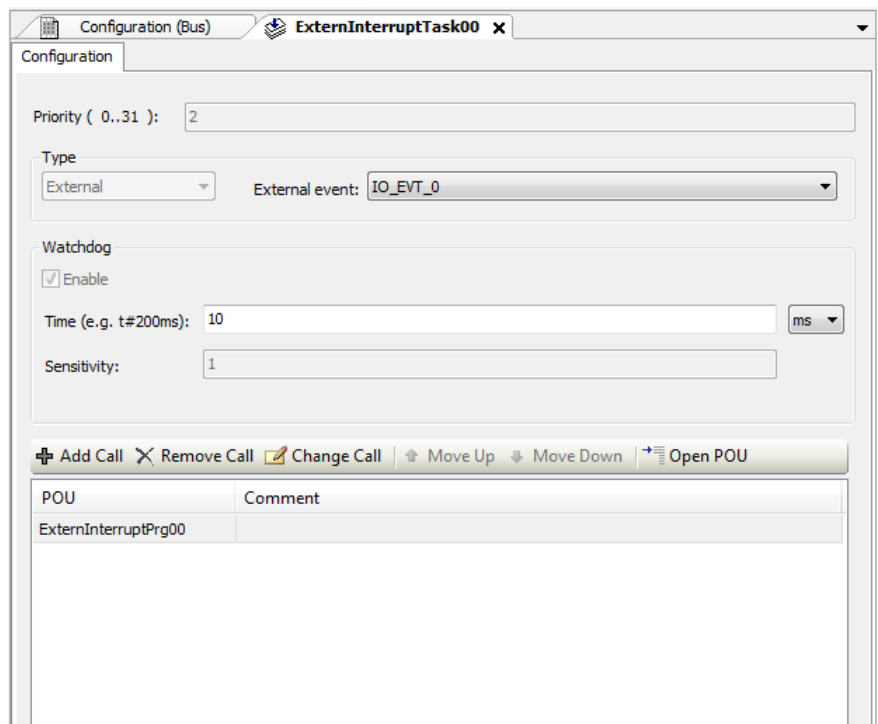 Configuration (Bus) ExternInterruptTask00 x
Configuration
Priority ( 0..31 ): 2
Type
External External event: IO_EVT_0
Watchdog
Enable
Time (e.g. t#200ms): 10 ms
Sensitivity: 1
Add Call Remove Call Change Call Move Up Move Down Open POU
POU Comment
ExternInterruptPrg00